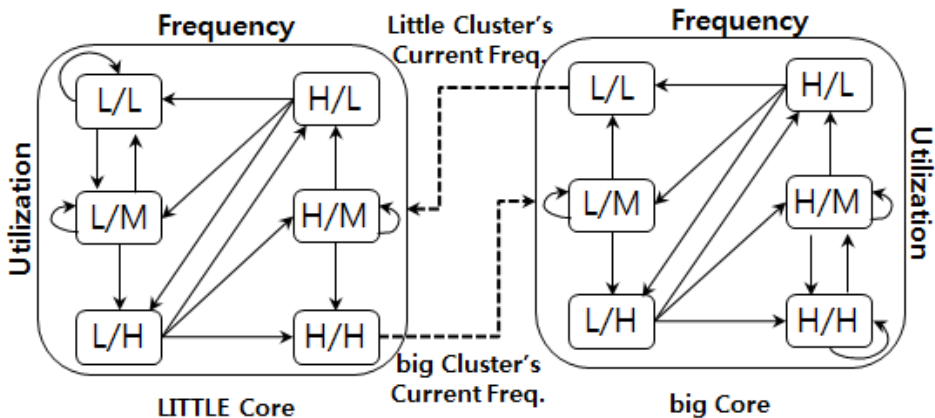 Frequency
Little Cluster's
Current Freq.
Frequency
L/L
H/L
L/L
H/L
Utilization
L/M
H/M
L/M
H/M
Utilization
L/H
H/H
L/H
H/H
big Cluster's
Current Freq.
LITTLE Core
big Core